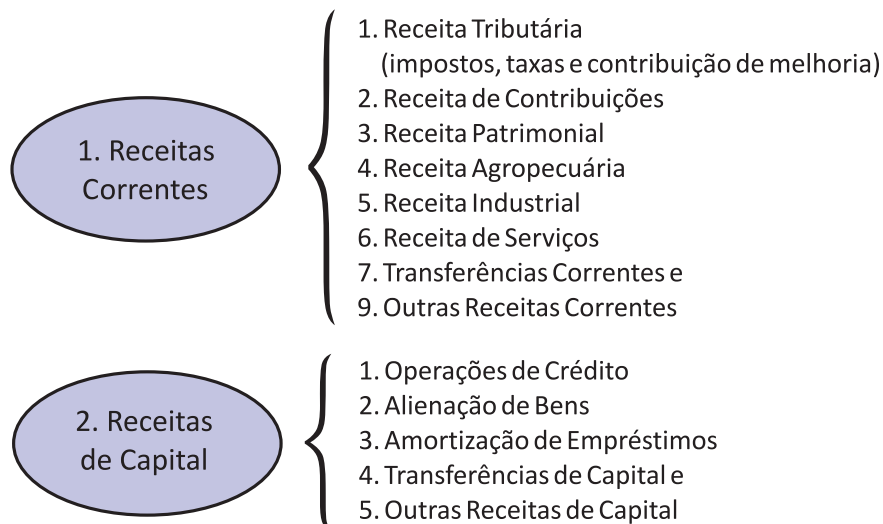 1. Receitas
Correntes
1. Receita Tributária
(impostos, taxas e contribuição de melhoria)
2. Receita de Contribuições
3. Receita Patrimonial
4. Receita Agropecuária
5. Receita Industrial
6. Receita de Serviços
7. Transferências Correntes e
9. Outras Receitas Correntes
2. Receitas
de Capital
1. Operações de Crédito
2. Alienação de Bens
3. Amortização de Empréstimos
4. Transferências de Capital e
5. Outras Receitas de Capital